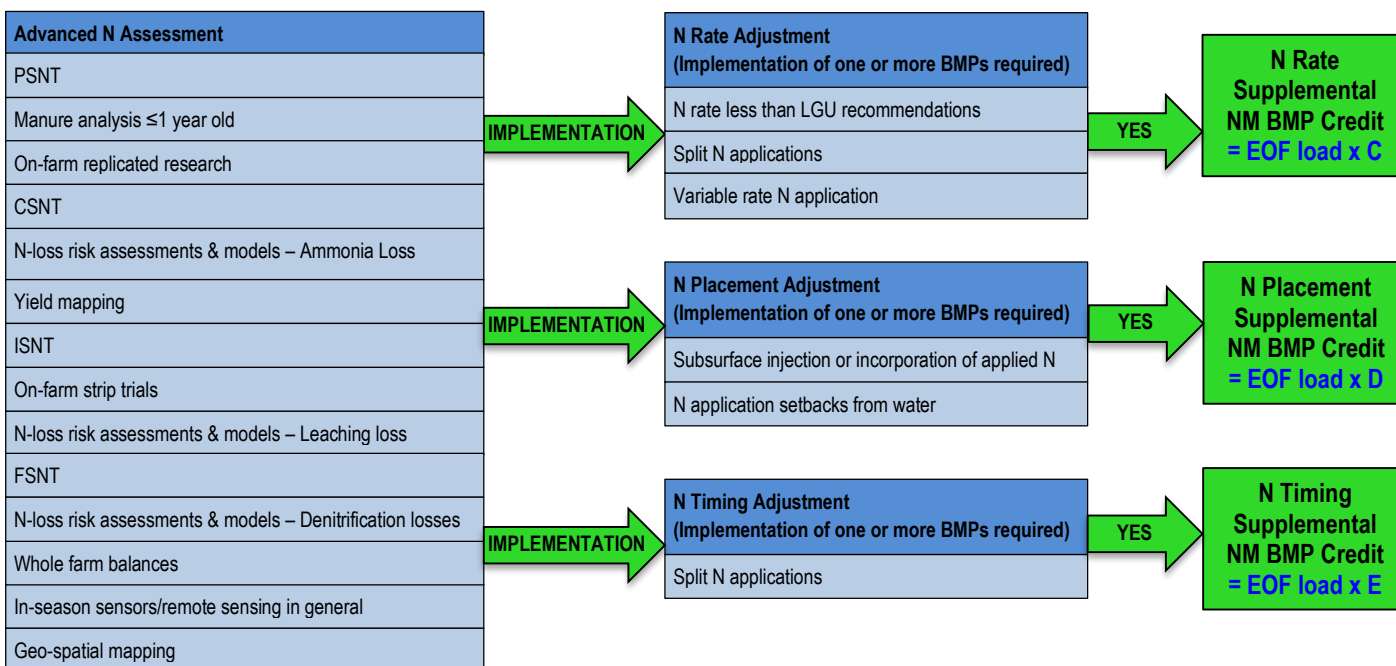 Advanced N Assessment
PSNT
Manure analysis ≤1 year old
On-farm replicated research
CSNT
N-loss risk assessments & models – Ammonia Loss
Yield mapping
ISNT
On-farm strip trials
N-loss risk assessments & models – Leaching loss
FSNT
N-loss risk assessments & models – Denitrification losses
Whole farm balances
In-season sensors/remote sensing in general
Geo-spatial mapping
IMPLEMENTATION
N Rate Adjustment
(Implementation of one or more BMPs required)
N rate less than LGU recommendations
Split N applications
Variable rate N application
YES
N Rate
Supplemental
NM BMP Credit
= EOF load x C
IMPLEMENTATION
N Placement Adjustment
(Implementation of one or more BMPs required)
Subsurface injection or incorporation of applied N
N application setbacks from water
YES
N Placement
Supplemental
NM BMP Credit
= EOF load x D
IMPLEMENTATION
N Timing Adjustment
(Implementation of one or more BMPs required)
Split N applications
YES
N Timing
Supplemental
NM BMP Credit
= EOF load x E